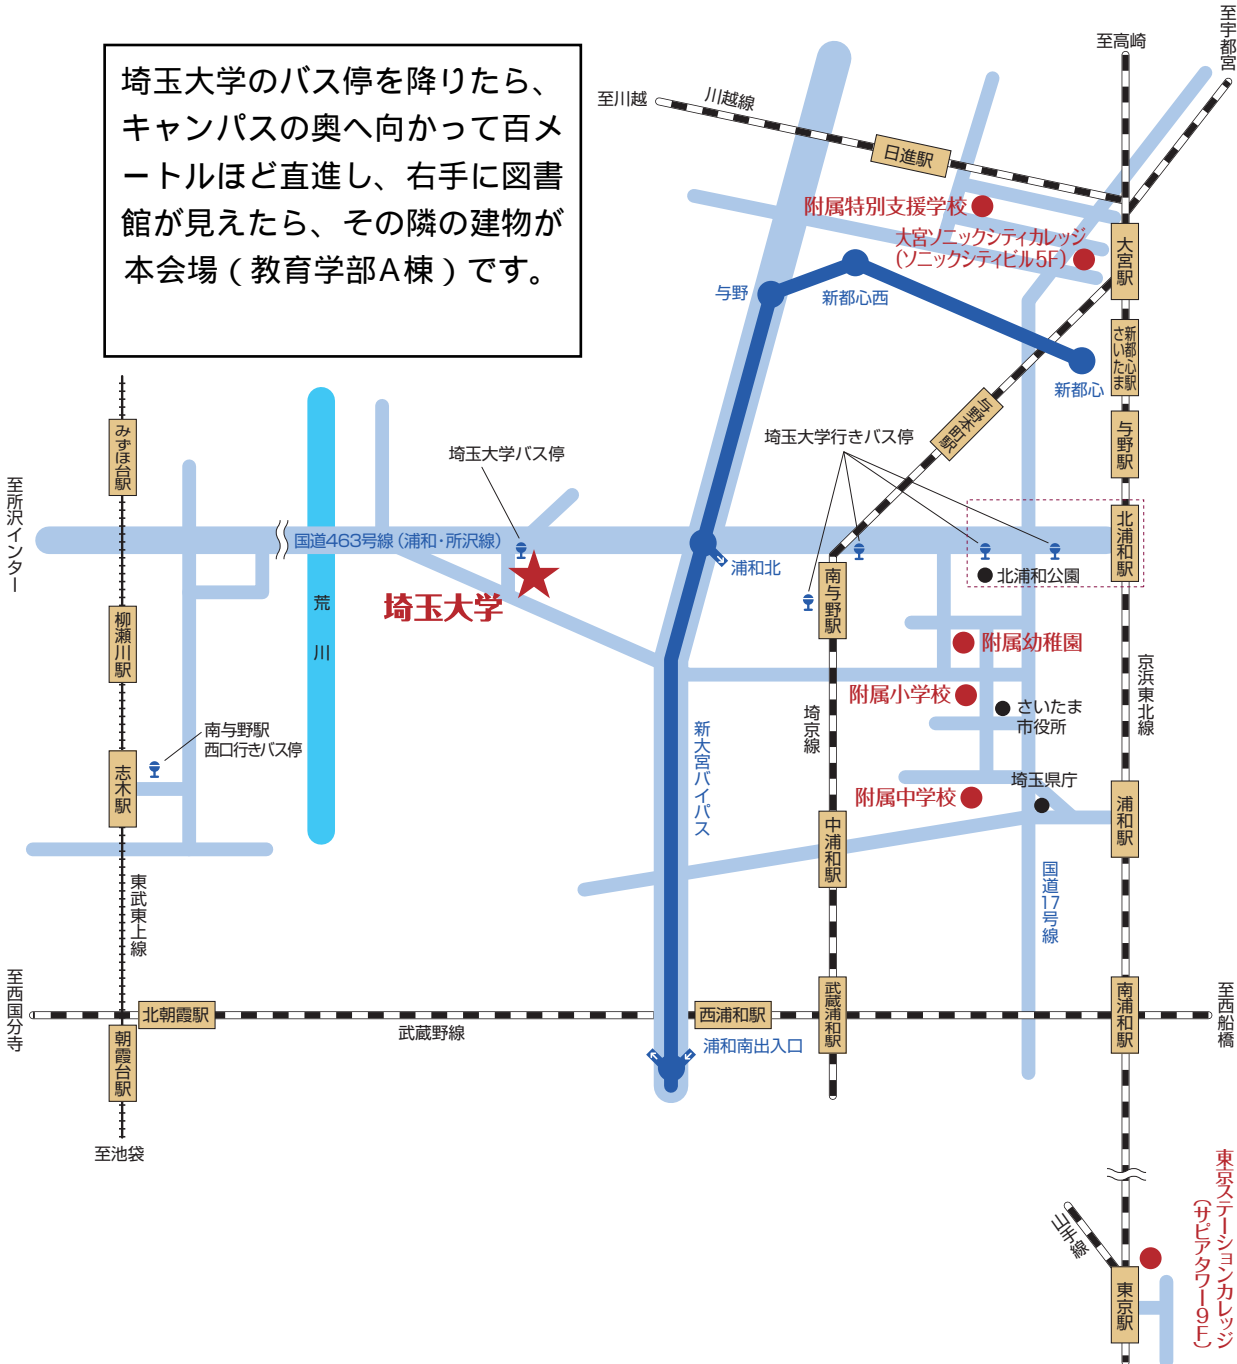 埼玉大学のバス停を降りたら、
キャンパスの奥へ向かって百メ
ートルほど直進し、右手に図書
館が見えたら、その隣の建物が
本会場（教育学部A棟）です。
至宇都宮
至高崎
至川越
川越線
日進駅
附属特別支援学校
大宮ソニックシティカレッジ
(ソニックシティビル5F)
大宮駅
与野
新都心西
新都心
さいたま
新都心駅
与野本町駅
与野駅
みずほ台駅
埼玉大学バス停
埼玉大学行きバス停
至所沢インター
国道463号線（浦和・所沢線）
浦和北
北浦和駅
北浦和公園
埼玉大学
荒川
南与野駅
附属幼稚園
柳瀬川駅
附属小学校
さいたま
市役所
京浜東北線
埼京線
新大宮バイパス
南与野駅
西口行きバス停
志木駅
埼玉県庁
附属中学校
浦和駅
中浦和駅
国道17号線
東武東上線
至西国分寺
北朝霞駅
武蔵野線
西浦和駅
武蔵浦和駅
南浦和駅
至西船橋
浦和南出入口
朝霞台駅
至池袋
東京ステーションカレッジ
(サピアタワー9F)
山手線
東京駅